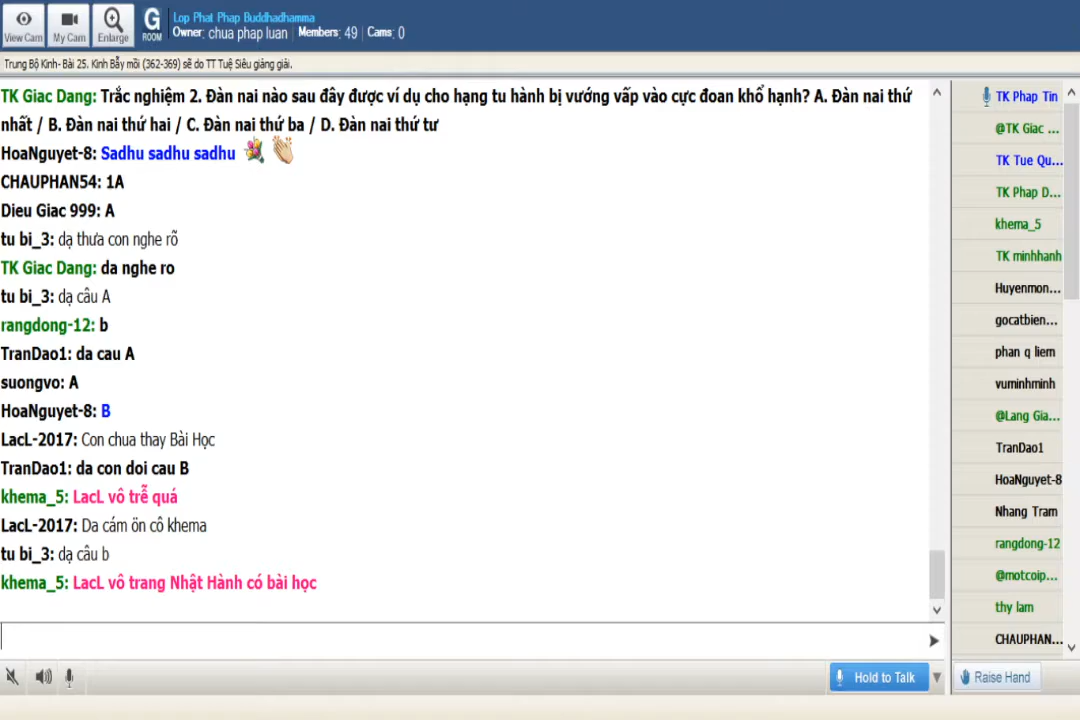 View Cam
My Cam
Enlarge
G
ROOM
Lop Phat Phap Buddhadhamma
Owner: chua phap luan Members: 49 Cams: 0
Trung Bộ Kinh- Bài 25. Kinh Bẫy mồi (362-369) sẽ do TT Tuệ Siêu giảng giải.
TK Giac Dang: Trắc nghiệm 2. Đàn nai nào sau đây được ví dụ cho hạng tu hành bị vướng vấp vào cực đoan khổ hạnh? A. Đàn nai thứ
nhất / B. Đàn nai thứ hai / C. Đàn nai thứ ba / D. Đàn nai thứ tư
HoaNguyet-8: Sadhu sadhu sadhu
CHAUPHAN54: 1A
Dieu Giac 999: A
tu bi_3: dạ thưa con nghe rõ
TK Giac Dang: da nghe ro
tu bi_3: dạ câu A
rangdong-12: b
TranDao1: da cau A
suongvo: A
HoaNguyet-8: B
LacL-2017: Con chua thay Bài Học
TranDao1: da con doi cau B
khema_5: LacL vô trễ quá
LacL-2017: Da cám ön cô khema
tu bi_3: dạ câu b
khema_5: LacL vô trang Nhật Hành có bài học
Hold to Talk
TK Phap Tin
@TK Giac ...
TK Tue Qu...
TK Phap D...
khema_5
TK minhhanh
Huyenmon...
gocatbien...
phan q liem
vuminhminh
@Lang Gia...
TranDao1
HoaNguyet-8
Nhang Tram
rangdong-12
@motcoip...
thy lam
CHAUPHAN...
Raise Hand